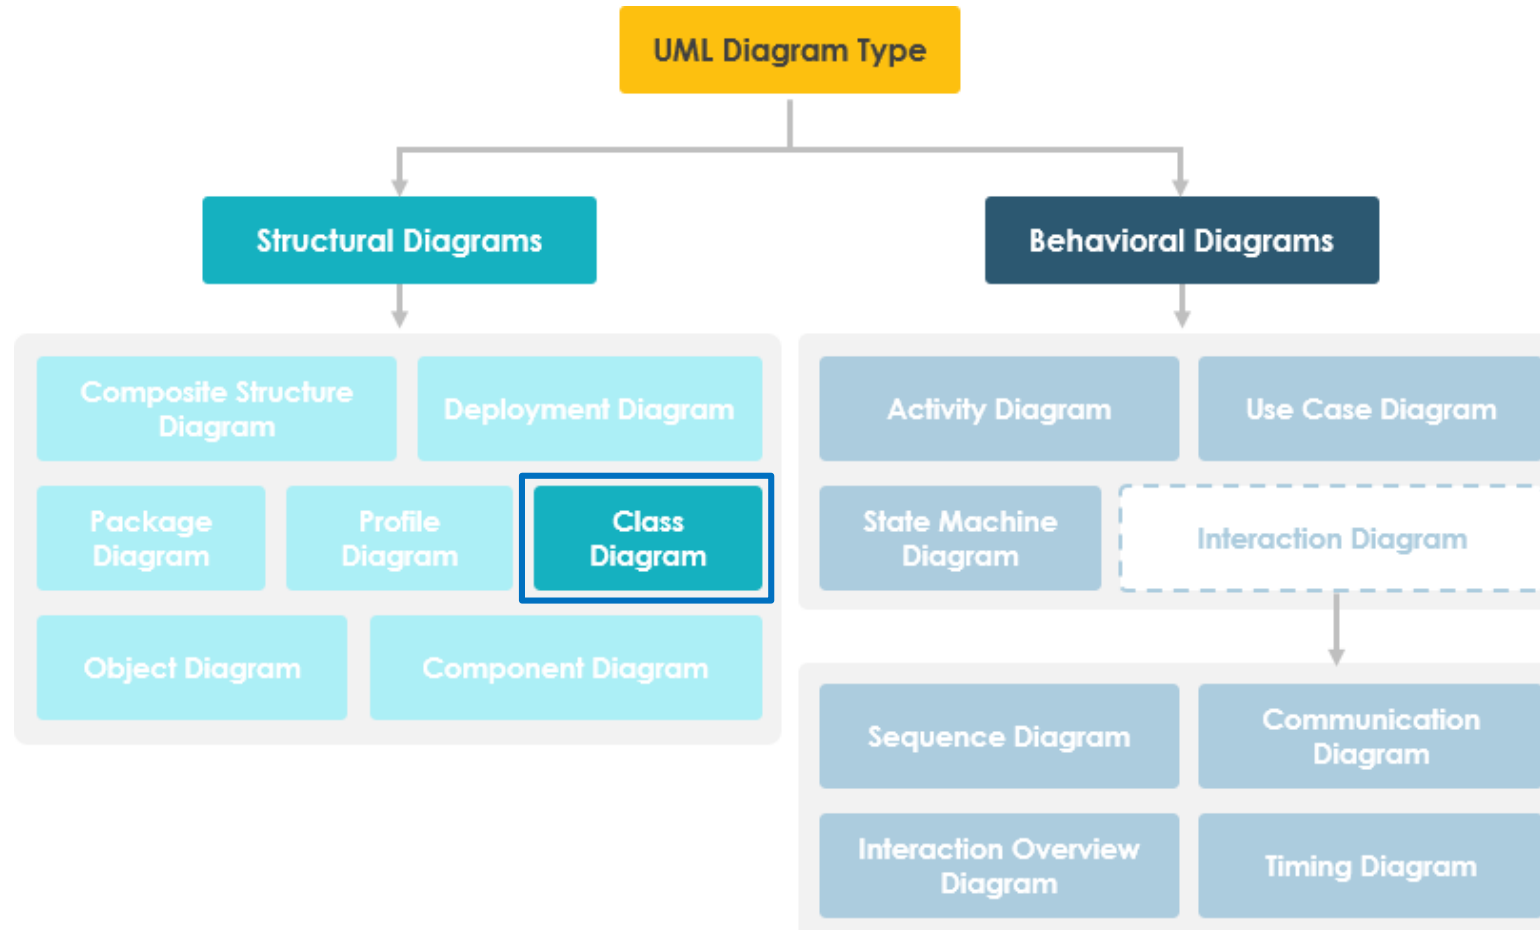 UML Diagram Type
Structural Diagrams
Behavioral Diagrams
Composite Structure
Diagram
Deployment Diagram
Package
Diagram
Profile
Diagram
Class
Diagram
Object Diagram
Component Diagram
Activity Diagram
Use Case Diagram
State Machine
Diagram
Interaction Diagram
Sequence Diagram
Communication
Diagram
Interaction Overview
Diagram
Timing Diagram